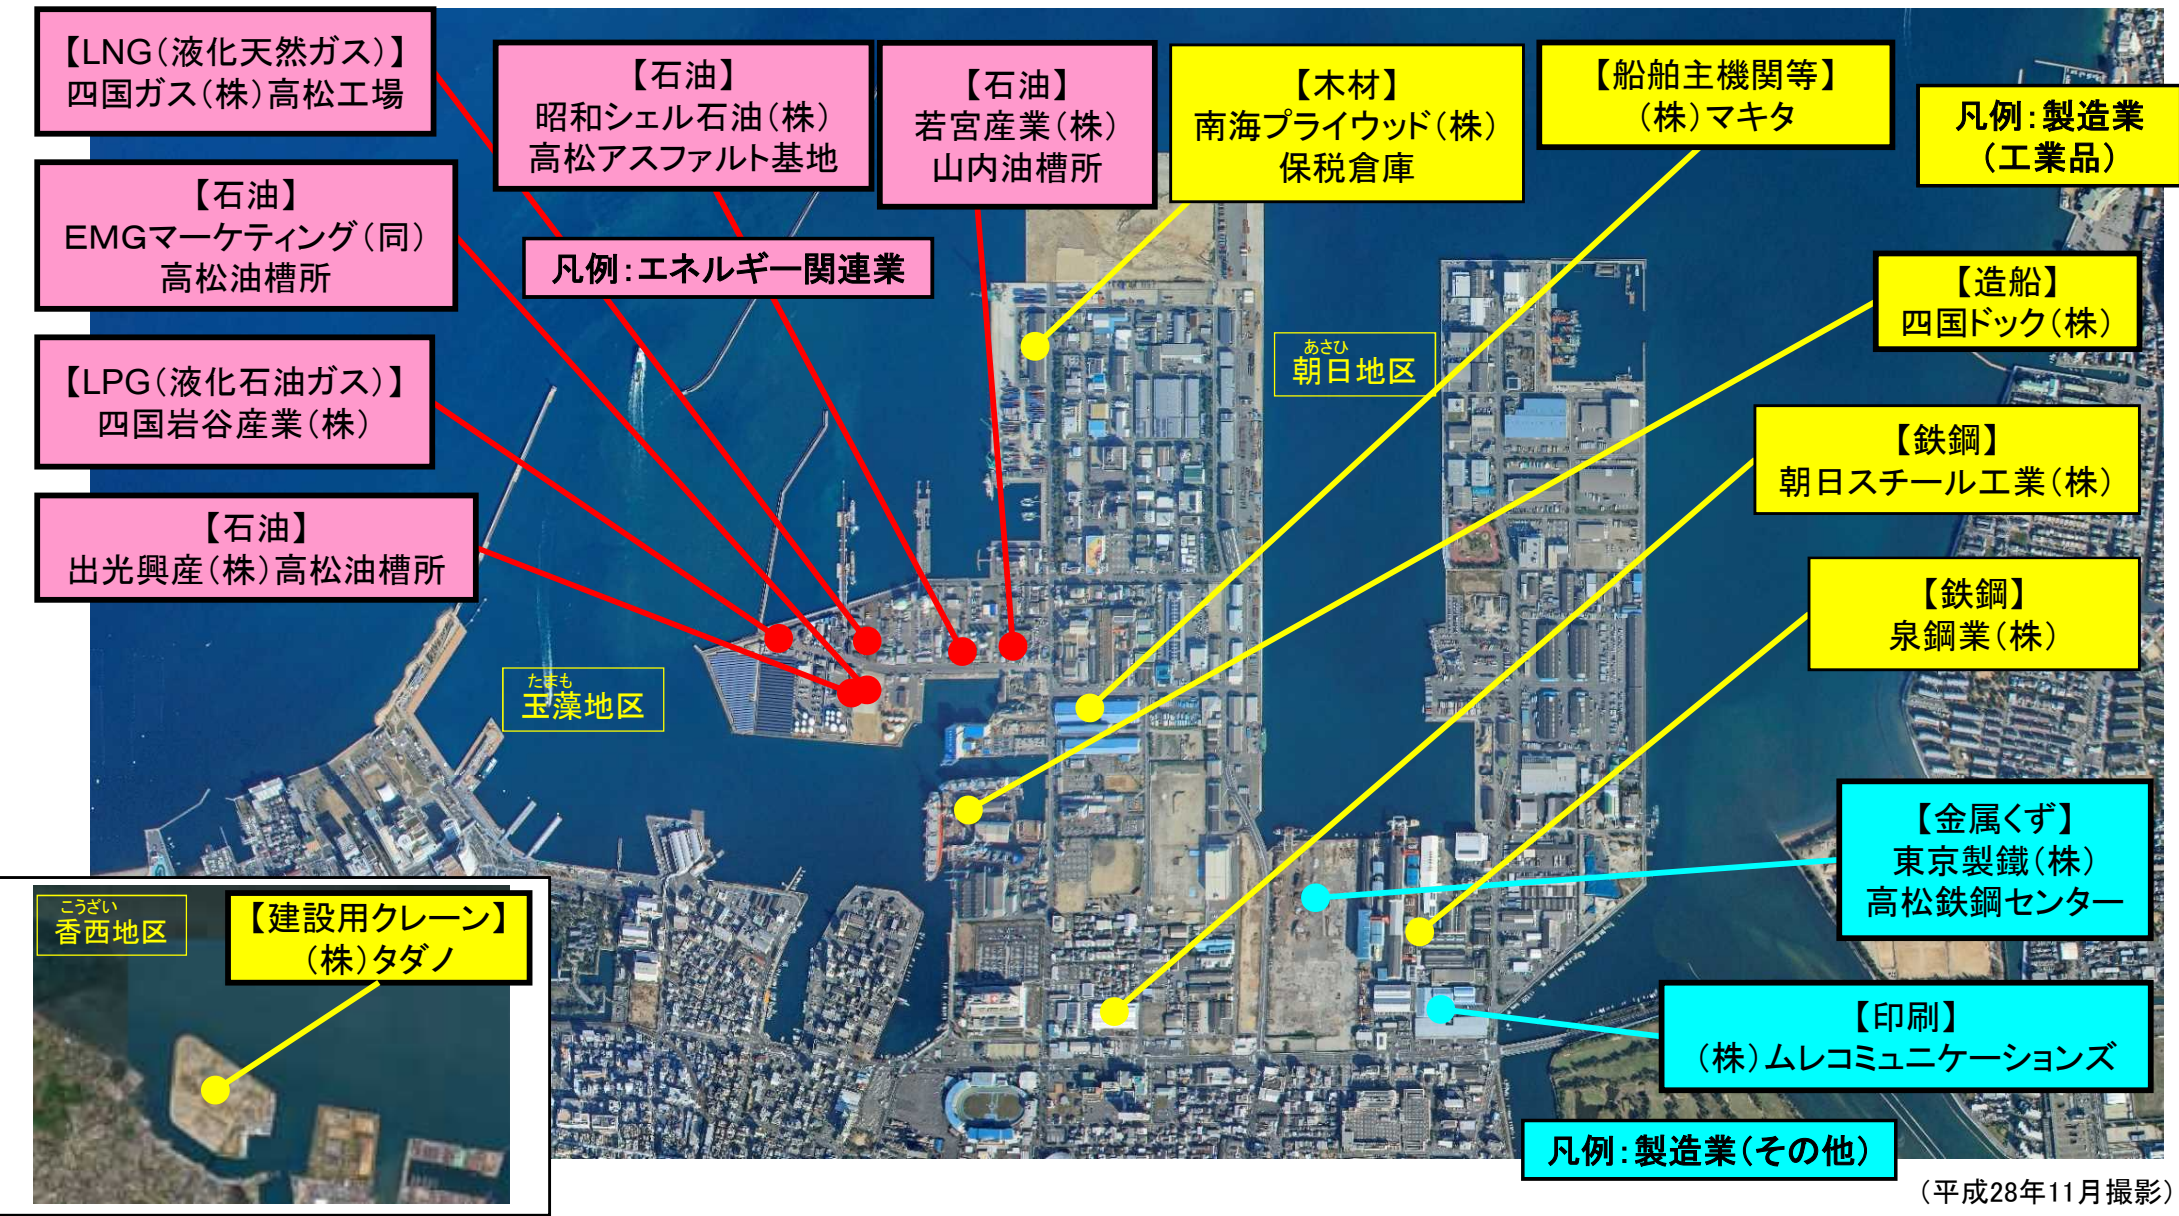 【LNG(液化天然ガス)】
四国ガス(株)高松工場
【石油】
昭和シェル石油(株)
高松アスファルト基地
【石油】
若宮産業(株)
山内油槽所
【木材】
南海プライウッド(株)
保税倉庫
【船舶主機関等】
(株)マキタ
凡例:製造業
(工業品)
【石油】
EMGマーケティング(同)
高松油槽所
凡例:エネルギー関連業
【造船】
四国ドック(株)
あさひ
朝日地区
【LPG(液化石油ガス)】
四国岩谷産業(株)
【鉄鋼】
朝日スチール工業(株)
【石油】
出光興産(株)高松油槽所
【鉄鋼】
泉鋼業(株)
たまも
玉藻地区
【金属くず】
東京製鐵(株)
高松鉄鋼センター
こうざい
香西地区
【建設用クレーン】
(株)タダノ
【印刷】
(株)ムレコミュニケーションズ
凡例:製造業(その他)
(平成28年11月撮影)